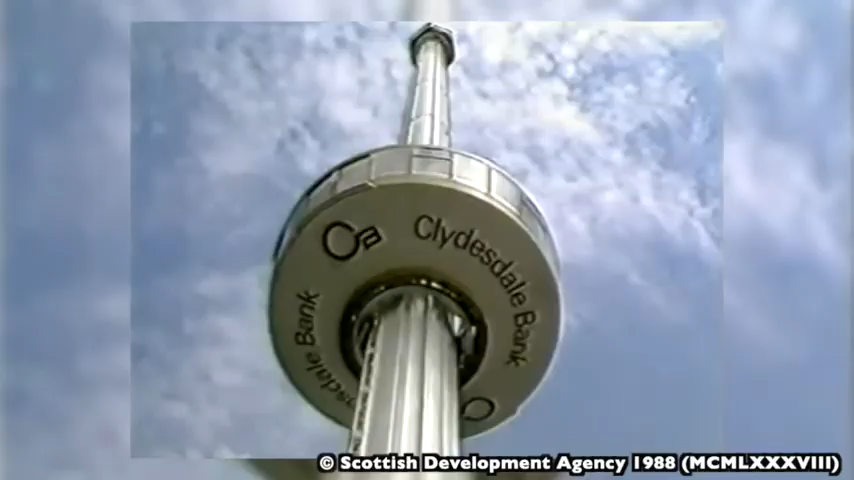 Clydesdale Bank
Bank
© Scottish Development Agency 1988 (MCMLXXXVIII)